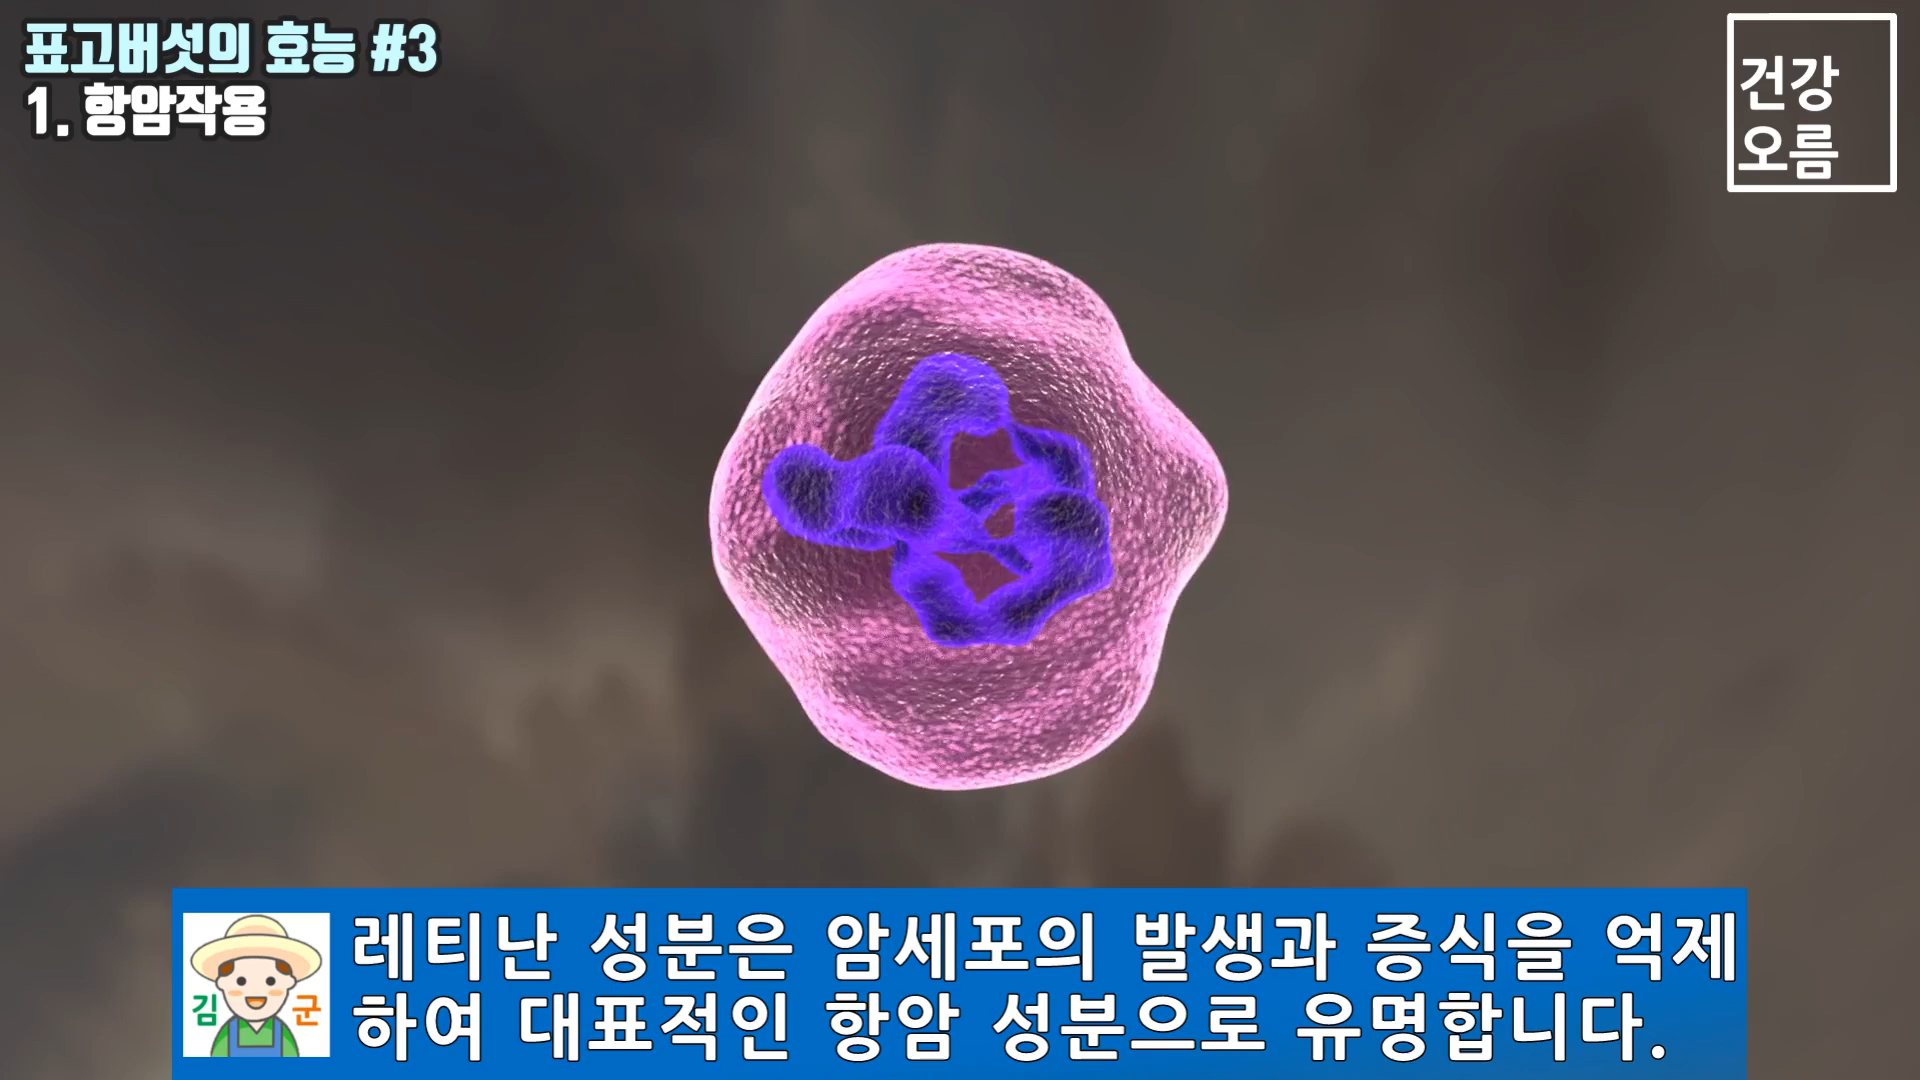 표고버섯의 효능 #3
1. 항암작용
건강
오름
김 군
레티난 성분은 암세포의 발생과 증식을 억제
하여 대표적인 항암 성분으로 유명합니다.